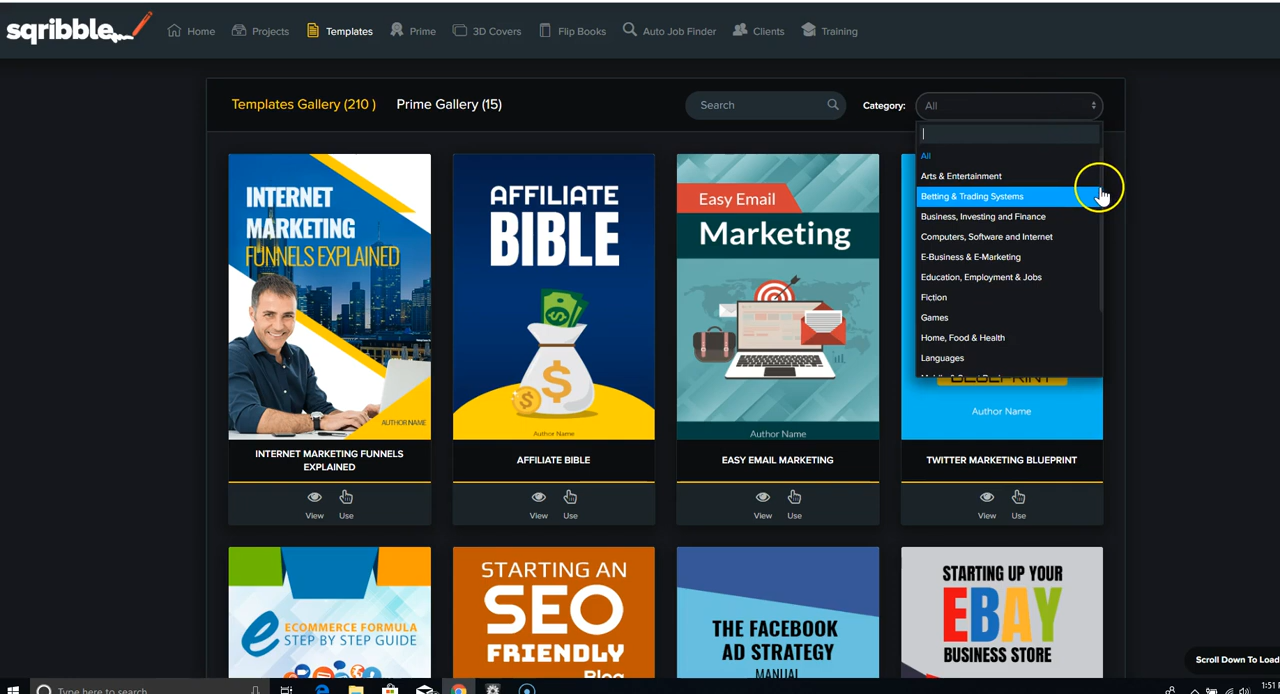 sqribble
Home
Projects
Templates
Prime
3D Covers
Flip Books
Auto Job Finder
Clients
Training
Templates Gallery (210 )
Prime Gallery (15)
Search
Category:
All
All
Arts & Entertainment
Betting & Trading Systems
Business, Investing and Finance
Computers, Software and Internet
E-Business & E-Marketing
Education, Employment & Jobs
Fiction
Games
Home, Food & Health
Languages
INTERNET
MARKETING
FUNNELS EXPLAINED
AUTHOR NAME
INTERNET MARKETING FUNNELS
EXPLAINED
View
Use
AFFILIATE
BIBLE
Author Name
AFFILIATE BIBLE
View
Use
Easy Email
Marketing
Author Name
EASY EMAIL MARKETING
View
Use
BLUEPRINT
Author Name
TWITTER MARKETING BLUEPRINT
View
Use
ECOMMERCE FORMULA
STEP BY STEP GUIDE
STARTING AN
SEO
FRIENDLY
Blog
THE FACEBOOK
AD STRATEGY
MANUAL
STARTING UP YOUR
EBAY
BUSINESS STORE
Scroll Down To Load
Type here to search
1:51